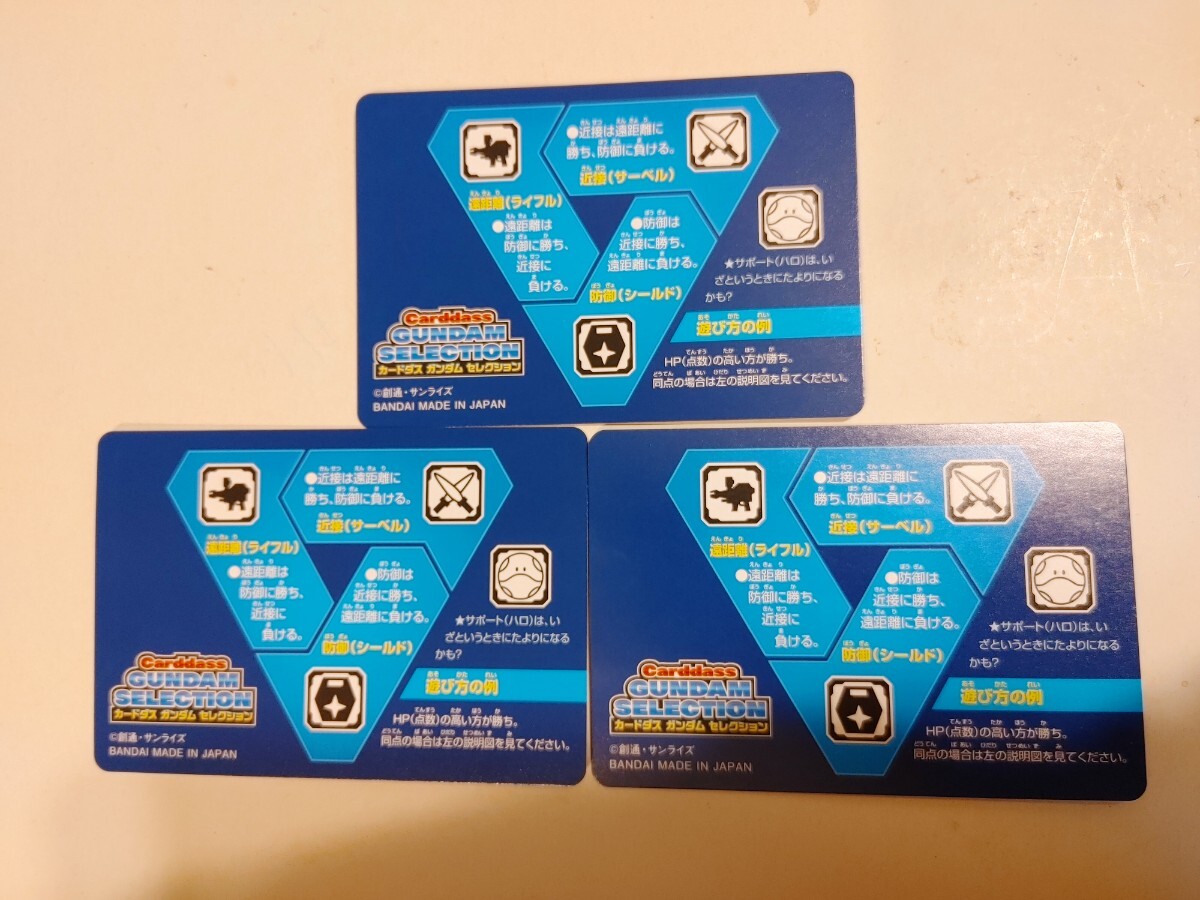 ●近接は遠距離に
勝ち、防御に負ける。
近接(サーベル)
遠距離(ライフル)
●遠距離は
防御に勝ち、
近接に
負ける。
●防御は
近接に勝ち、
遠距離に負ける。
防御(シールド)
★サポート(ハロ)は、い
ざというときにたよりになる
かも?
遊び方の例
HP(点数)の高い方が勝ち。
同点の場合は左の説明図を見てください。
Carddass
GUNDAM
SELECTION
カードダス ガンダム セレクション
©創通・サンライズ
BANDAI MADE IN JAPAN
●近接は遠距離に
勝ち、防御に負ける。
近接(サーベル)
遠距離(ライフル)
●遠距離は
防御に勝ち、
近接に
負ける。
●防御は
近接に勝ち、
遠距離に負ける。
防御(シールド)
★サポート(ハロ)は、い
ざというときにたよりになる
かも?
遊び方の例
HP(点数)の高い方が勝ち。
同点の場合は左の説明図を見てください。
Carddass
GUNDAM
SELECTION
カードダス ガンダム セレクション
©創通・サンライズ
BANDAI MADE IN JAPAN
●近接は遠距離に
勝ち、防御に負ける。
近接(サーベル)
遠距離(ライフル)
●遠距離は
防御に勝ち、
近接に
負ける。
●防御は
近接に勝ち、
遠距離に負ける。
防御(シールド)
★サポート(ハロ)は、い
ざというときにたよりになる
かも?
遊び方の例
HP(点数)の高い方が勝ち。
同点の場合は左の説明図を見てください。
Carddass
GUNDAM
SELECTION
カードダス ガンダム セレクション
©創通・サンライズ
BANDAI MADE IN JAPAN